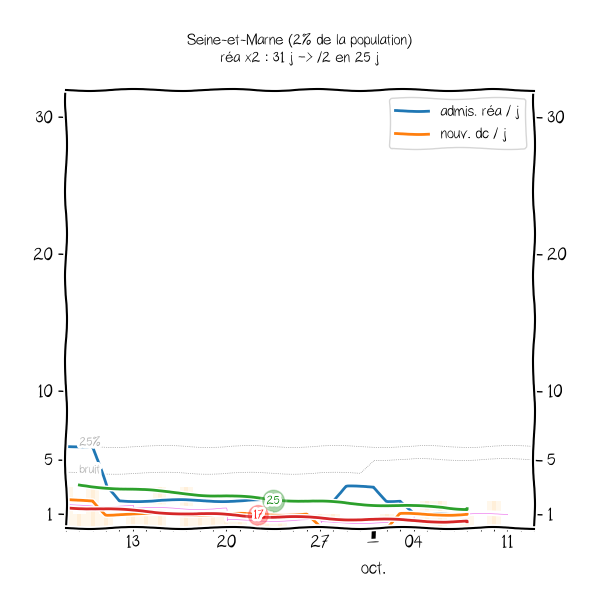 Seine-et-Marne (2% de la population)
réa x2 : 31 j -> /2 en 25 j
30 30
admis. réa / j
nouv. dc / j
20 20
10 10
25%
5 5
bruit
25
1 17 1
13 20 27 1 04 11
oct.